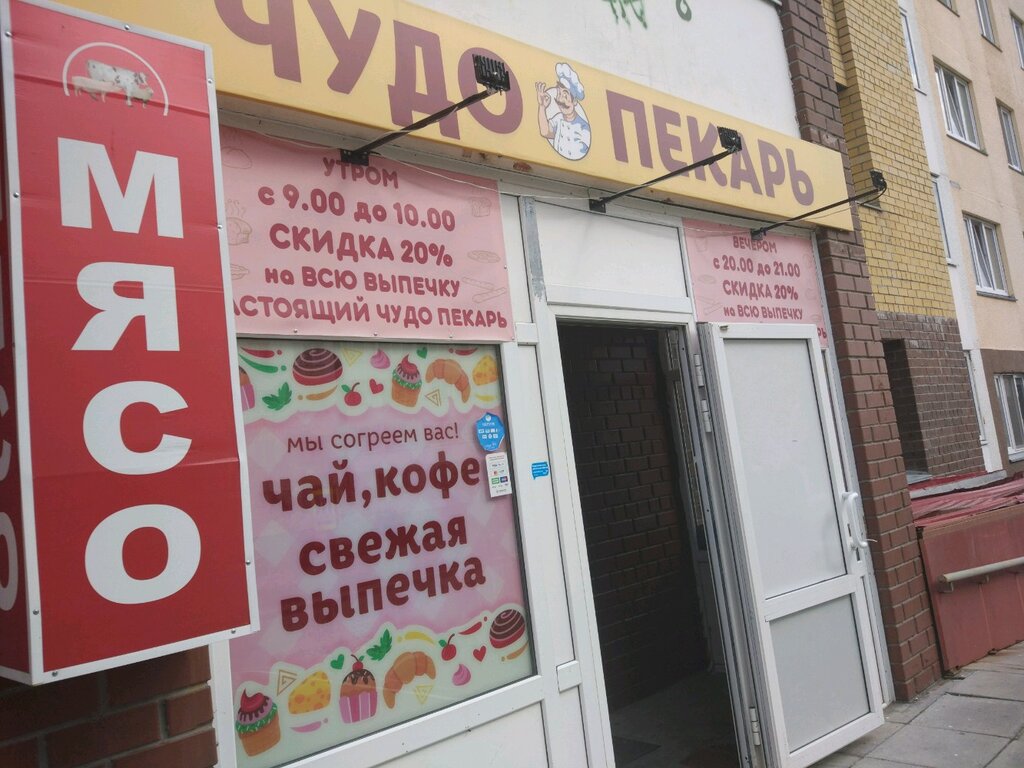 ЧУДО ПЕКАРЬ
МЯСО
УТРОМ
с 9.00 до 10.00
СКИДКА 20%
на ВСЮ ВЫПЕЧКУ
АСТОЯЩИЙ ЧУДО ПЕКАРЬ
ВЕЧЕРОМ
с 20.00 до 21.00
СКИДКА 20%
на ВСЮ ВЫПЕЧКУ
мы согреем вас!
чай, кофе
свежая
выпечка